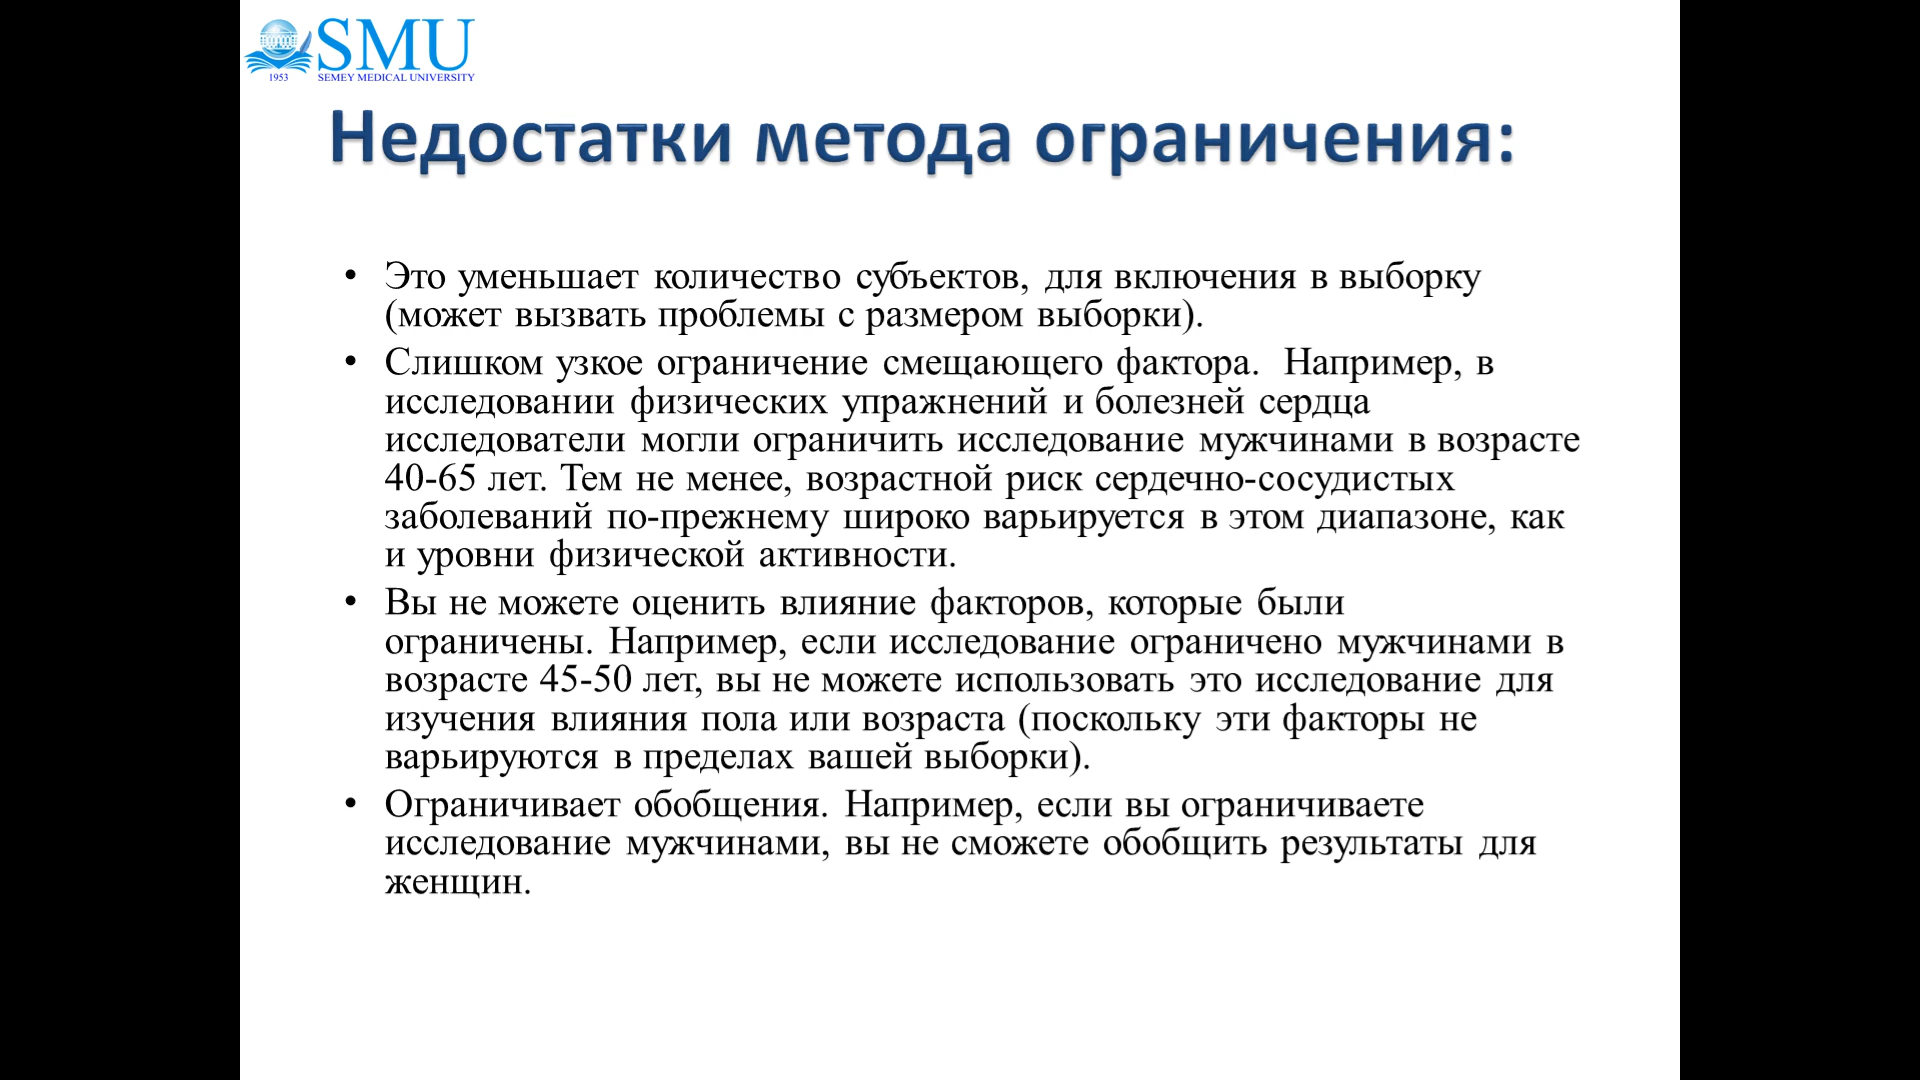 SMU
1953 SEMEY MEDICAL UNIVERSITY
Недостатки метода ограничения:
• Это уменьшает количество субъектов, для включения в выборку
(может вызвать проблемы с размером выборки).
• Слишком узкое ограничение смещающего фактора. Например, в
исследовании физических упражнений и болезней сердца
исследователи могли ограничить исследование мужчинами в возрасте
40-65 лет. Тем не менее, возрастной риск сердечно-сосудистых
заболеваний по-прежнему широко варьируется в этом диапазоне, как
и уровни физической активности.
• Вы не можете оценить влияние факторов, которые были
ограничены. Например, если исследование ограничено мужчинами в
возрасте 45-50 лет, вы не можете использовать это исследование для
изучения влияния пола или возраста (поскольку эти факторы не
варьируются в пределах вашей выборки).
• Ограничивает обобщения. Например, если вы ограничиваете
исследование мужчинами, вы не сможете обобщить результаты для
женщин.